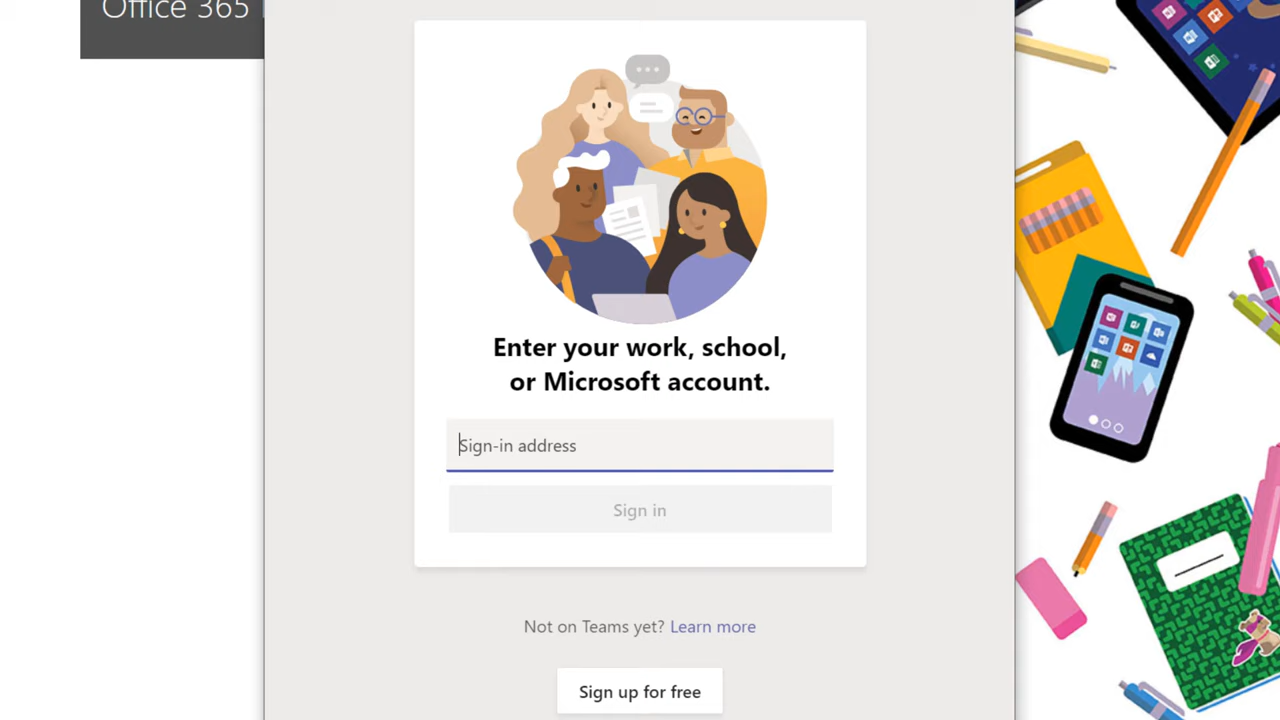 Office 365
Enter your work, school,
or Microsoft account.
Sign-in address
Sign in
Not on Teams yet? Learn more
Sign up for free